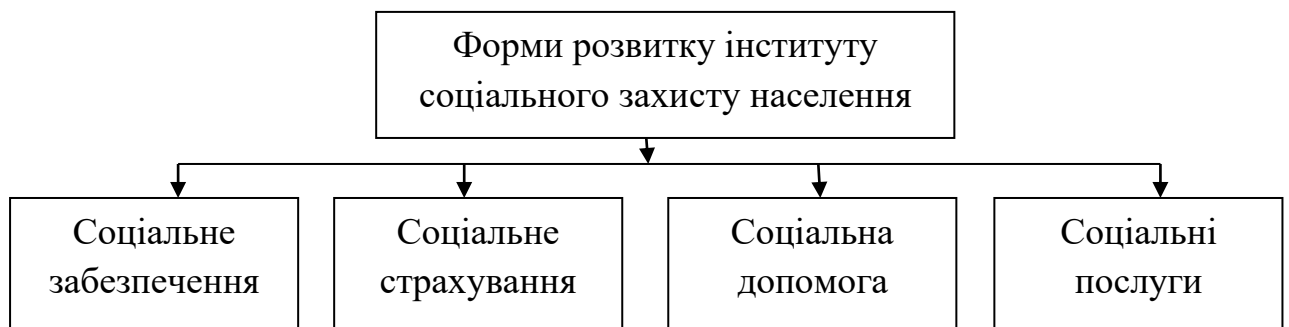 Форми розвитку інституту
соціального захисту населення
Соціальне
забезпечення
Соціальне
страхування
Соціальна
допомога
Соціальні
послуги